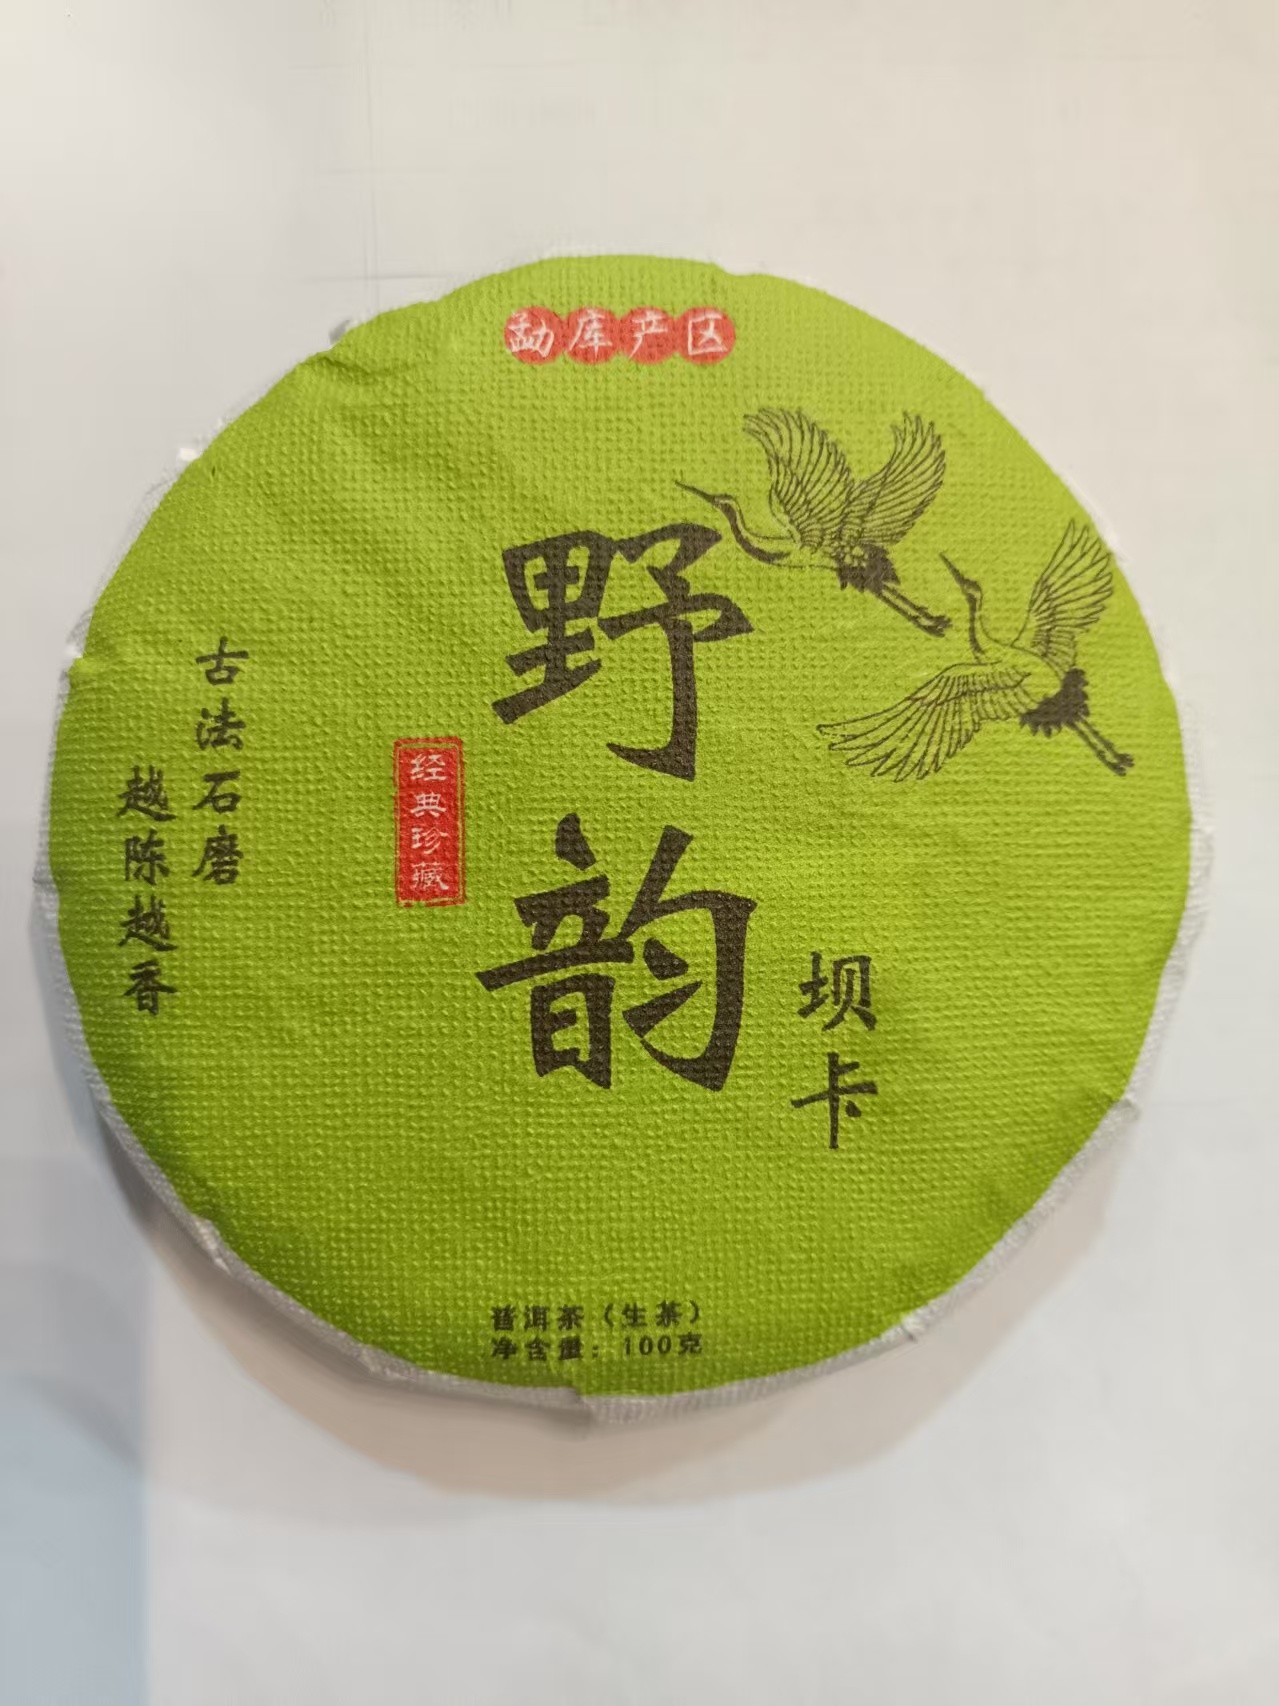 勐库产区
野韵
坝卡
经典珍藏
古法石磨
越陈越香
普洱茶（生茶）
净含量：100克